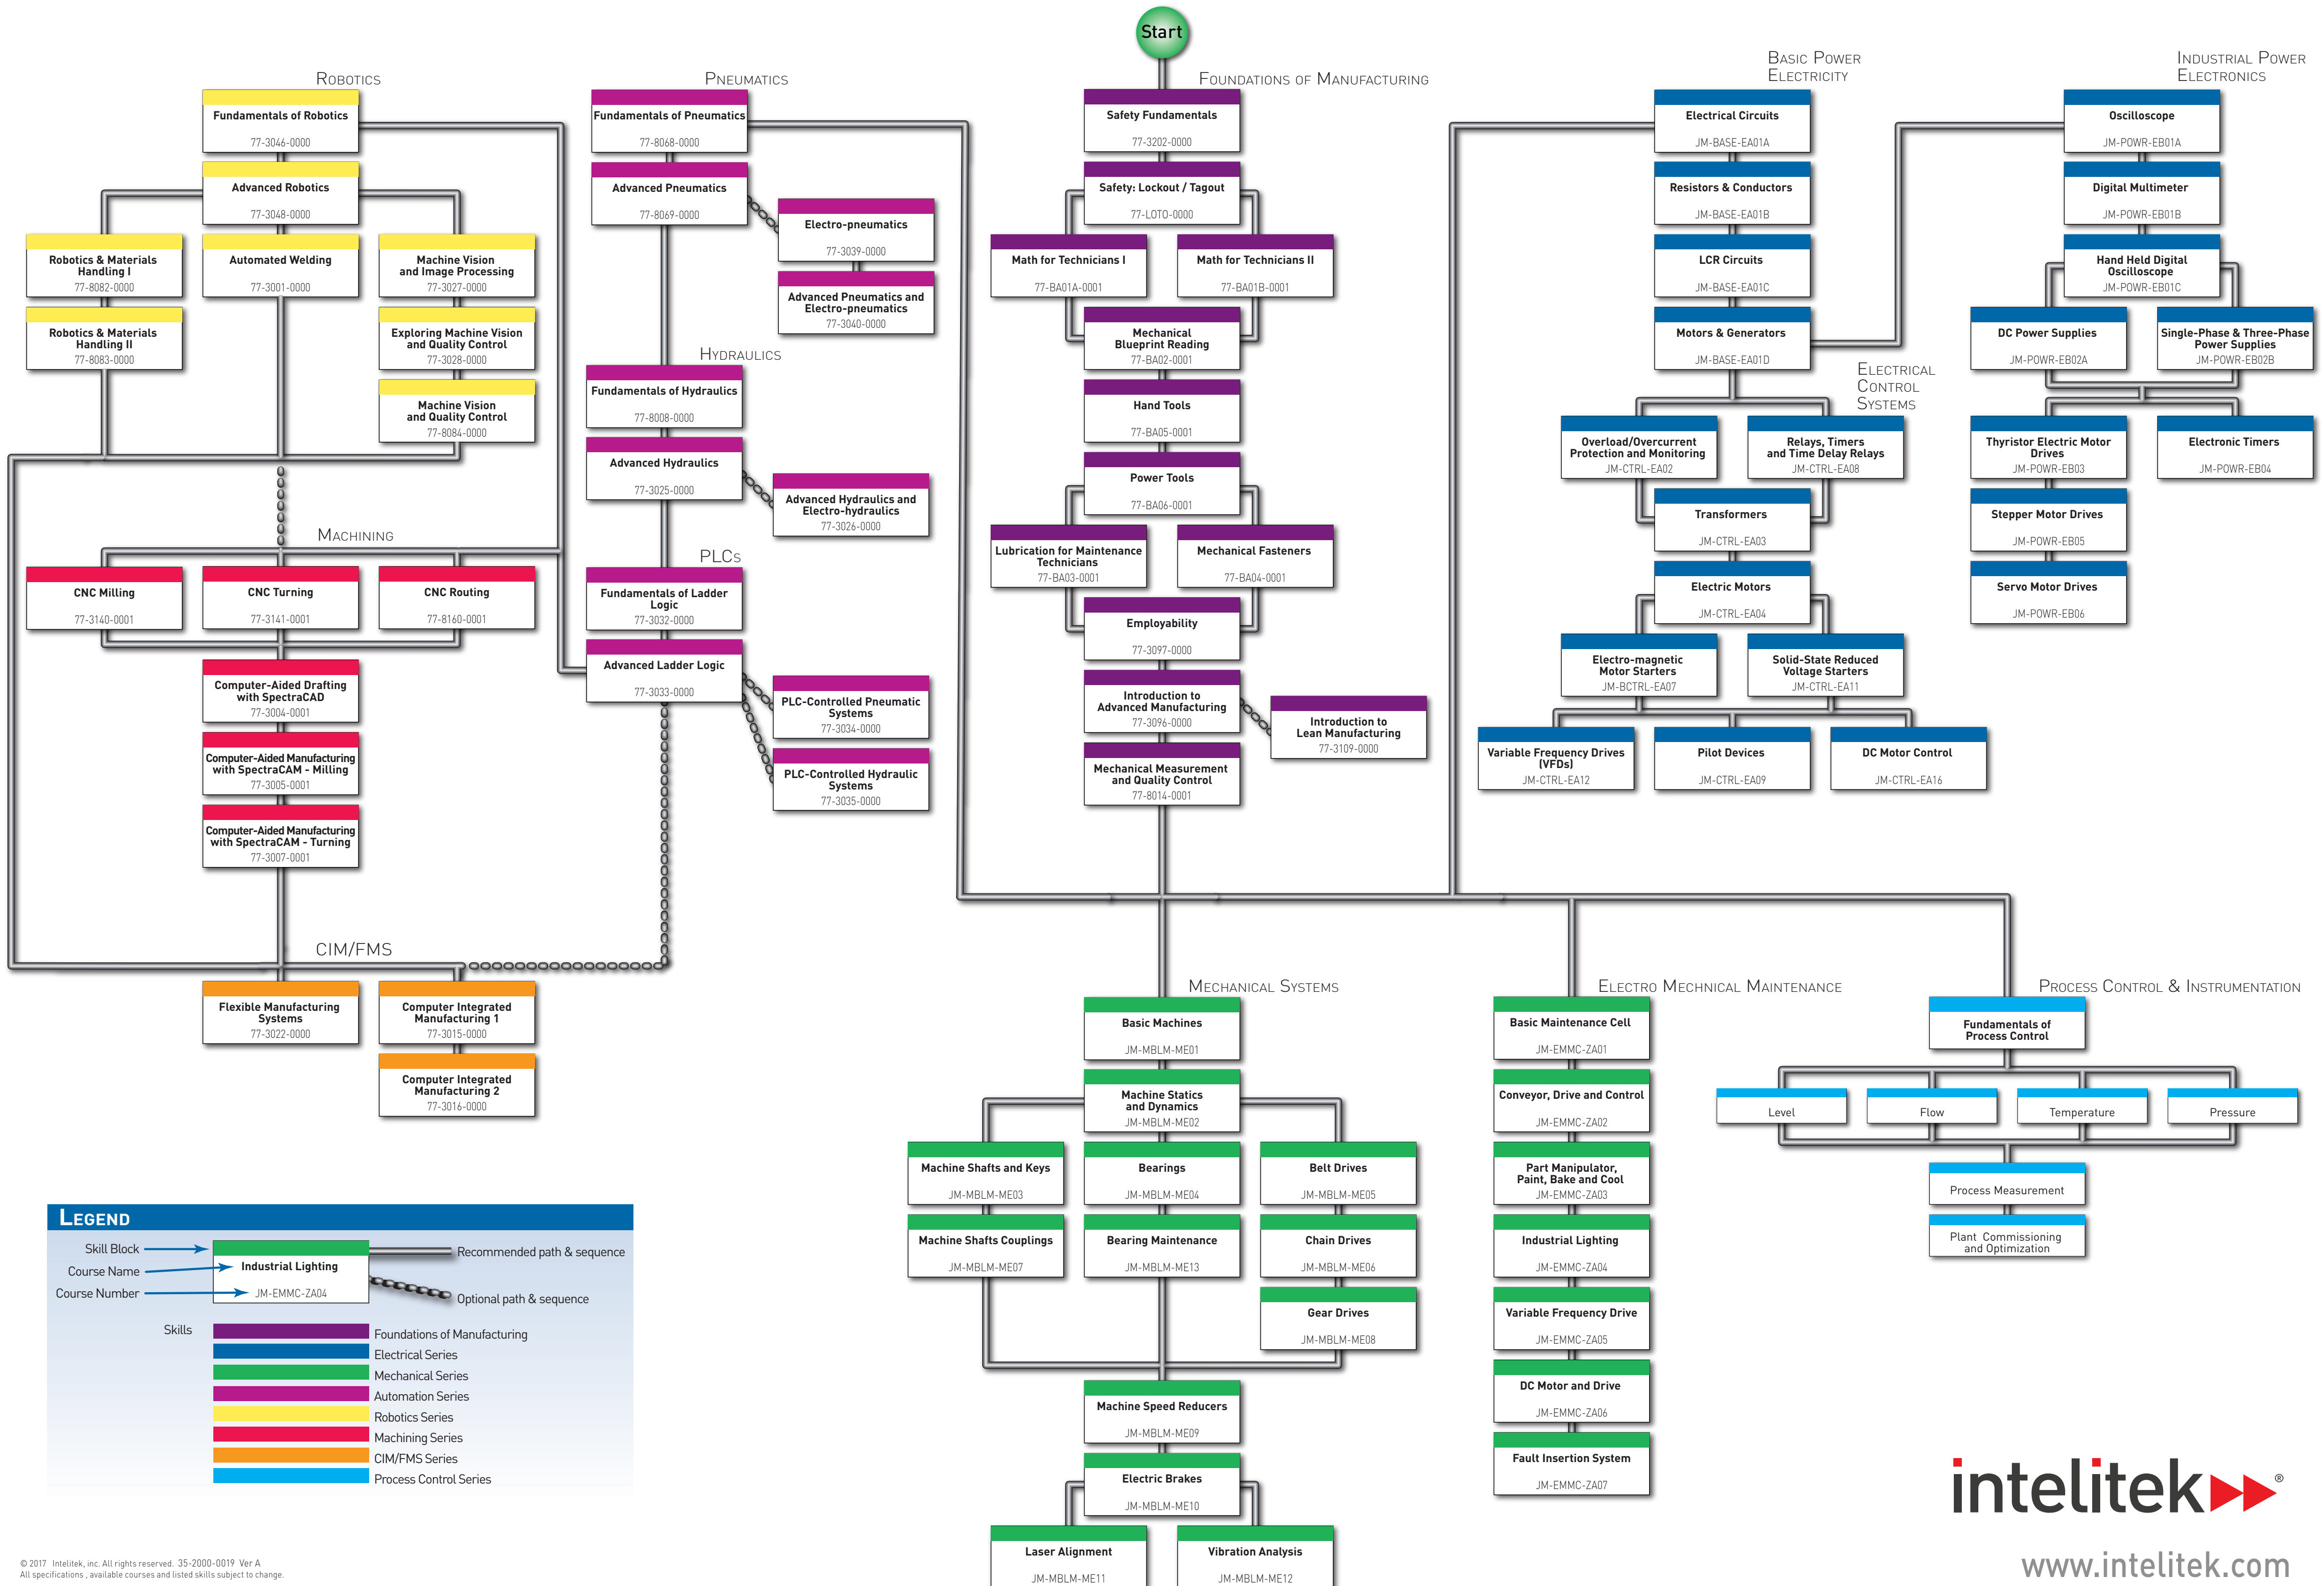 Start
ROBOTICS
Fundamentals of Robotics
77-3046-0000
Advanced Robotics
77-3048-0000
Robotics & Materials
Handling I
77-8082-0000
Automated Welding
77-3001-0000
Machine Vision
and Image Processing
77-3027-0000
Robotics & Materials
Handling II
77-8083-0000
Exploring Machine Vision
and Quality Control
77-3028-0000
Machine Vision
and Quality Control
77-8084-0000
MACHINING
CNC Milling
77-3140-0001
CNC Turning
77-3141-0001
CNC Routing
77-8160-0001
Computer-Aided Drafting
with SpectraCAD
77-3004-0001
Computer-Aided Manufacturing
with SpectraCAM - Milling
77-3005-0001
Computer-Aided Manufacturing
with SpectraCAM - Turning
77-3007-0001
CIM/FMS
Flexible Manufacturing
Systems
77-3022-0000
Computer Integrated
Manufacturing 1
77-3015-0000
Computer Integrated
Manufacturing 2
77-3016-0000
PNEUMATICS
Fundamentals of Pneumatics
77-8068-0000
Advanced Pneumatics
77-8069-0000
Electro-pneumatics
77-3039-0000
Advanced Pneumatics and
Electro-pneumatics
77-3040-0000
HYDRAULICS
Fundamentals of Hydraulics
77-8008-0000
Advanced Hydraulics
77-3025-0000
Advanced Hydraulics and
Electro-hydraulics
77-3026-0000
PLCS
Fundamentals of Ladder
Logic
77-3032-0000
Advanced Ladder Logic
77-3033-0000
PLC-Controlled Pneumatic
Systems
77-3034-0000
PLC-Controlled Hydraulic
Systems
77-3035-0000
FOUNDATIONS OF MANUFACTURING
Safety Fundamentals
77-3202-0000
Safety: Lockout / Tagout
77-LOTO-0000
Math for Technicians I
77-BA01A-0001
Math for Technicians II
77-BA01B-0001
Mechanical
Blueprint Reading
77-BA02-0001
Hand Tools
77-BA05-0001
Power Tools
77-BA06-0001
Lubrication for Maintenance
Technicians
77-BA03-0001
Mechanical Fasteners
77-BA04-0001
Employability
77-3097-0000
Introduction to
Advanced Manufacturing
77-3096-0000
Introduction to
Lean Manufacturing
77-3109-0000
Mechanical Measurement
and Quality Control
77-8014-0001
BASIC POWER
ELECTRICITY
Electrical Circuits
JM-BASE-EA01A
Resistors & Conductors
JM-BASE-EA01B
LCR Circuits
JM-BASE-EA01C
Motors & Generators
JM-BASE-EA01D
ELECTRICAL
CONTROL
SYSTEMS
Overload/Overcurrent
Protection and Monitoring
JM-CTRL-EA02
Relays, Timers
and Time Delay Relays
JM-CTRL-EA08
Transformers
JM-CTRL-EA03
Electric Motors
JM-CTRL-EA04
Electro-magnetic
Motor Starters
JM-BCTRL-EA07
Solid-State Reduced
Voltage Starters
JM-CTRL-EA11
Variable Frequency Drives
(VFDs)
JM-CTRL-EA12
Pilot Devices
JM-CTRL-EA09
DC Motor Control
JM-CTRL-EA16
INDUSTRIAL POWER
ELECTRONICS
Oscilloscope
JM-POWR-EB01A
Digital Multimeter
JM-POWR-EB01B
Hand Held Digital
Oscilloscope
JM-POWR-EB01C
DC Power Supplies
JM-POWR-EB02A
Single-Phase & Three-Phase
Power Supplies
JM-POWR-EB02B
Thyristor Electric Motor
Drives
JM-POWR-EB03
Electronic Timers
JM-POWR-EB04
Stepper Motor Drives
JM-POWR-EB05
Servo Motor Drives
JM-POWR-EB06
MECHANICAL SYSTEMS
Basic Machines
JM-MBLM-ME01
Machine Statics
and Dynamics
JM-MBLM-ME02
Machine Shafts and Keys
JM-MBLM-ME03
Bearings
JM-MBLM-ME04
Belt Drives
JM-MBLM-ME05
Machine Shafts Couplings
JM-MBLM-ME07
Bearing Maintenance
JM-MBLM-ME13
Chain Drives
JM-MBLM-ME06
Gear Drives
JM-MBLM-ME08
Machine Speed Reducers
JM-MBLM-ME09
Electric Brakes
JM-MBLM-ME10
Laser Alignment
JM-MBLM-ME11
Vibration Analysis
JM-MBLM-ME12
ELECTRO MECHNICAL MAINTENANCE
Basic Maintenance Cell
JM-EMMC-ZA01
Conveyor, Drive and Control
JM-EMMC-ZA02
Part Manipulator,
Paint, Bake and Cool
JM-EMMC-ZA03
Industrial Lighting
JM-EMMC-ZA04
Variable Frequency Drive
JM-EMMC-ZA05
DC Motor and Drive
JM-EMMC-ZA06
Fault Insertion System
JM-EMMC-ZA07
PROCESS CONTROL & INSTRUMENTATION
Fundamentals of
Process Control
Level
Flow
Temperature
Pressure
Process Measurement
Plant Commissioning
and Optimization
LEGEND
Skill Block
Course Name
Course Number
Industrial Lighting
JM-EMMC-ZA04
Recommended path & sequence
Optional path & sequence
Skills
Foundations of Manufacturing
Electrical Series
Mechanical Series
Automation Series
Robotics Series
Machining Series
CIM/FMS Series
Process Control Series
intelitek®
www.intelitek.com
© 2017 Intelitek, inc. All rights reserved. 35-2000-0019 Ver A
All specifications , available courses and listed skills subject to change.